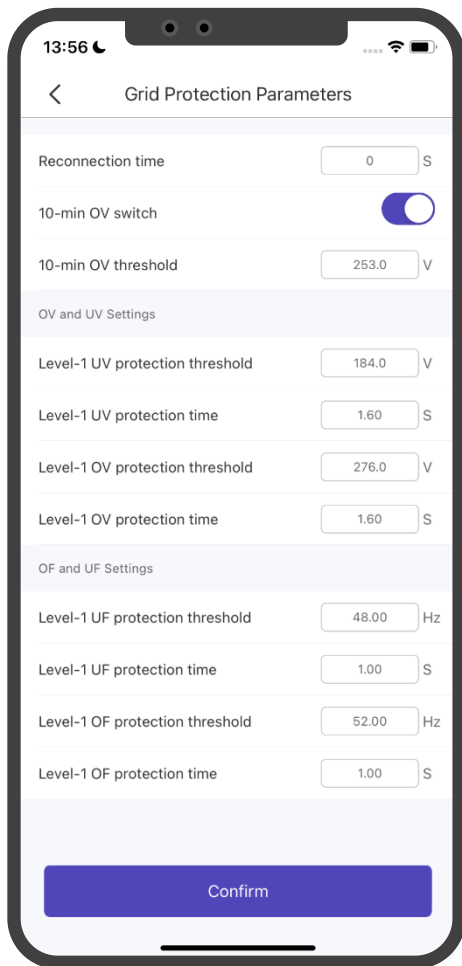 13:56
Grid Protection Parameters
Reconnection time 0 S
10-min OV switch
10-min OV threshold 253.0 V
OV and UV Settings
Level-1 UV protection threshold 184.0 V
Level-1 UV protection time 1.60 S
Level-1 OV protection threshold 276.0 V
Level-1 OV protection time 1.60 S
OF and UF Settings
Level-1 UF protection threshold 48.00 Hz
Level-1 UF protection time 1.00 S
Level-1 OF protection threshold 52.00 Hz
Level-1 OF protection time 1.00 S
Confirm